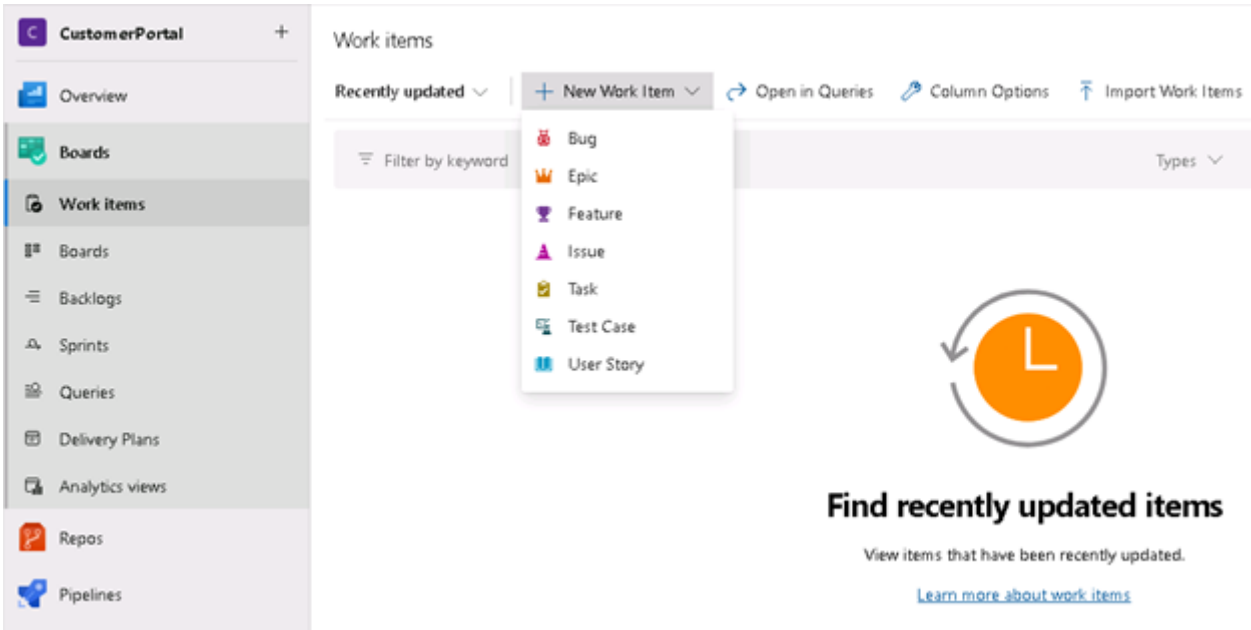 C CustomerPortal +
Overview
Boards
Work items
Boards
Backlogs
Sprints
Queries
Delivery Plans
Analytics views
Repos
Pipelines
Work items
Recently updated + New Work Item Open in Queries Column Options Import Work Items
Filter by keyword Types
Bug
Epic
Feature
Issue
Task
Test Case
User Story
Find recently updated items
View items that have been recently updated.
Learn more about work items